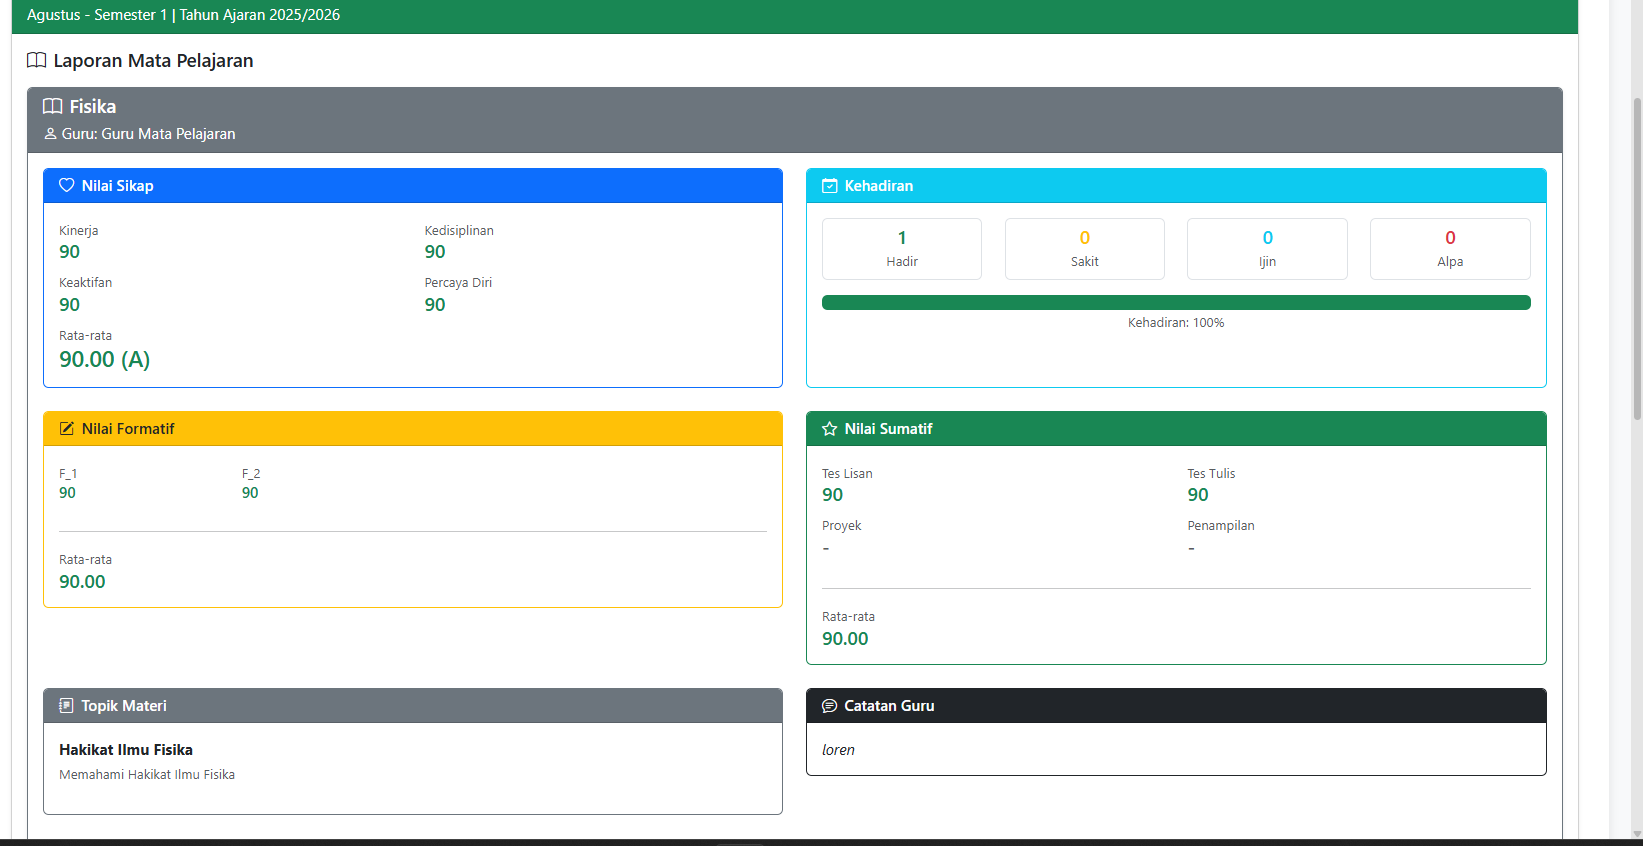 Agustus - Semester 1 | Tahun Ajaran 2025/2026
Laporan Mata Pelajaran
Fisika
Guru: Guru Mata Pelajaran
Nilai Sikap
Kinerja
90
Kedisiplinan
90
Keaktifan
90
Percaya Diri
90
Rata-rata
90.00 (A)
Kehadiran
1
Hadir
0
Sakit
0
Ijin
0
Alpa
Kehadiran: 100%
Nilai Formatif
F_1
90
F_2
90
Rata-rata
90.00
Nilai Sumatif
Tes Lisan
90
Tes Tulis
90
Proyek
-
Penampilan
-
Rata-rata
90.00
Topik Materi
Hakikat Ilmu Fisika
Memahami Hakikat Ilmu Fisika
Catatan Guru
loren